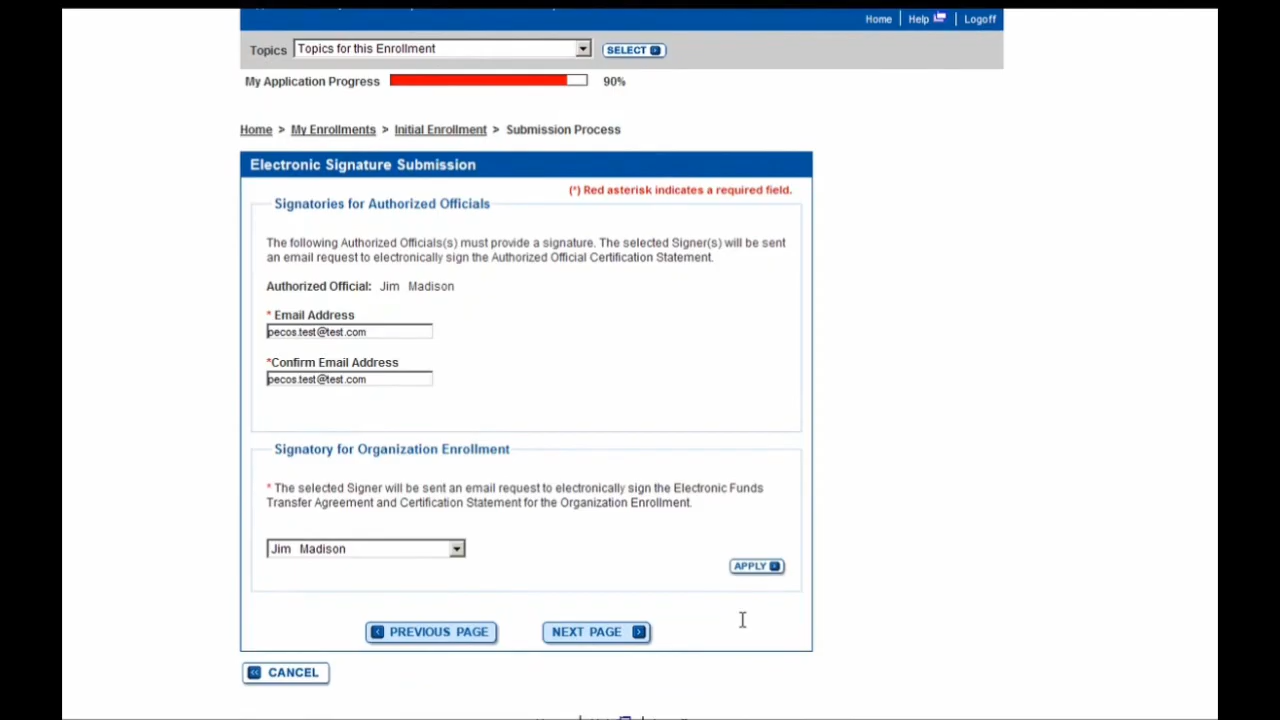 Home Help Logoff
Topics Topics for this Enrollment SELECT
My Application Progress 90%
Home > My Enrollments > Initial Enrollment > Submission Process
Electronic Signature Submission
(*) Red asterisk indicates a required field.
Signatories for Authorized Officials
The following Authorized Officials(s) must provide a signature. The selected Signer(s) will be sent
an email request to electronically sign the Authorized Official Certification Statement.
Authorized Official: Jim Madison
* Email Address
pecos.test@test.com
*Confirm Email Address
pecos.test@test.com
Signatory for Organization Enrollment
* The selected Signer will be sent an email request to electronically sign the Electronic Funds
Transfer Agreement and Certification Statement for the Organization Enrollment.
Jim Madison
APPLY
PREVIOUS PAGE NEXT PAGE
CANCEL